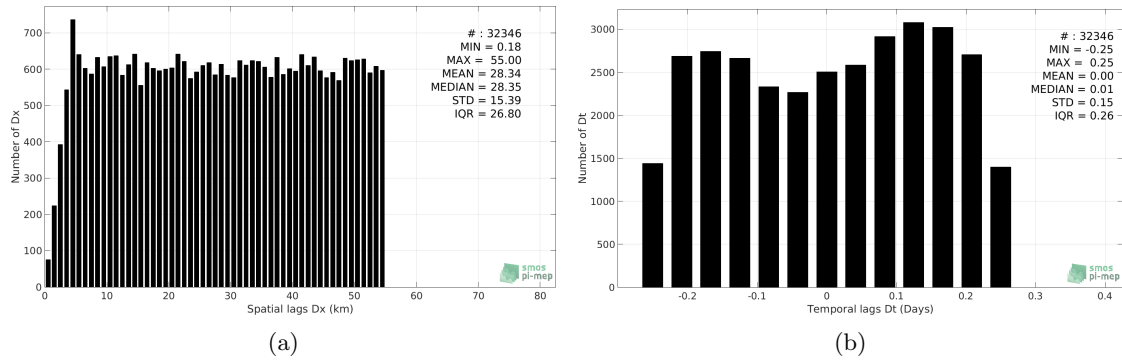 700
600
500
400
300
200
100
0
Number of Dx
# : 32346
MIN = 0.18
MAX = 55.00
MEAN = 28.34
MEDIAN = 28.35
STD = 15.39
IQR = 26.80
smos
pi-mep
0 10 20 30 40 50 60 70 80
Spatial lags Dx (km)
(a)
3000
2500
2000
1500
1000
500
0
Number of Dt
# : 32346
MIN = -0.25
MAX = 0.25
MEAN = 0.00
MEDIAN = 0.01
STD = 0.15
IQR = 0.26
smos
pi-mep
-0.2 -0.1 0 0.1 0.2 0.3 0.4
Temporal lags Dt (Days)
(b)